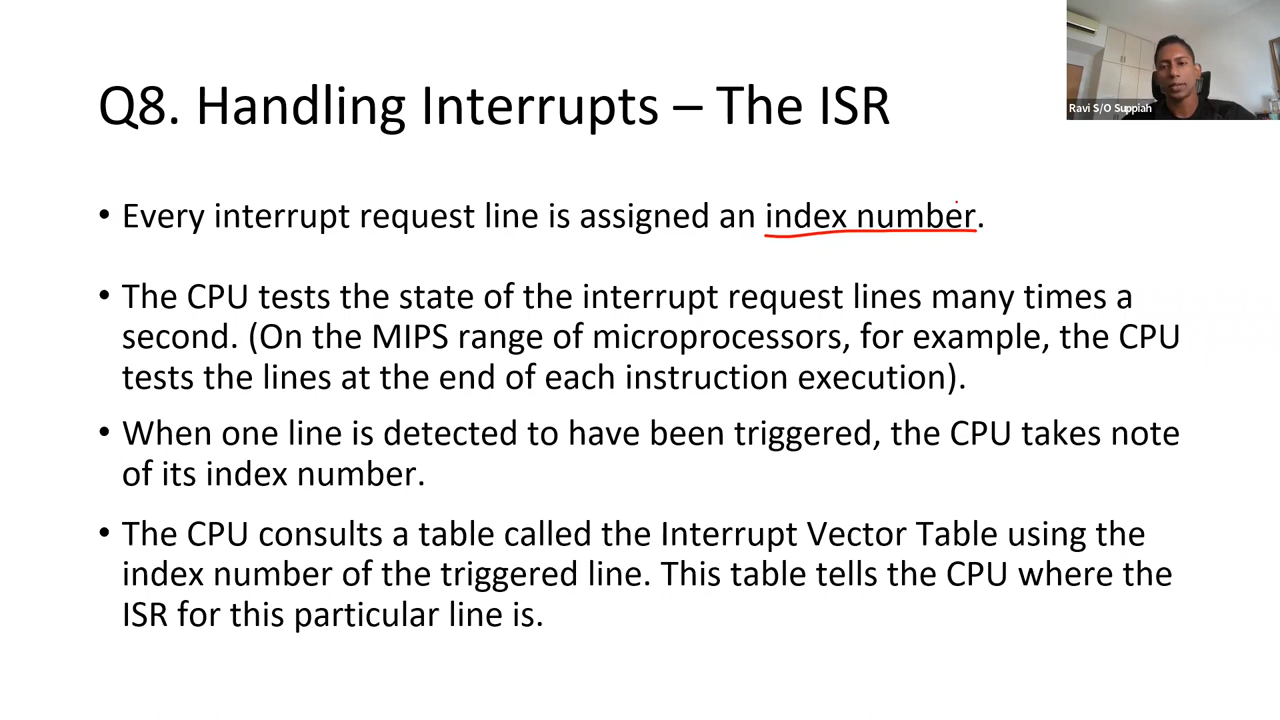 Q8. Handling Interrupts – The ISR
Ravi S/O Suppiah
• Every interrupt request line is assigned an index number.
• The CPU tests the state of the interrupt request lines many times a
second. (On the MIPS range of microprocessors, for example, the CPU
tests the lines at the end of each instruction execution).
• When one line is detected to have been triggered, the CPU takes note
of its index number.
• The CPU consults a table called the Interrupt Vector Table using the
index number of the triggered line. This table tells the CPU where the
ISR for this particular line is.